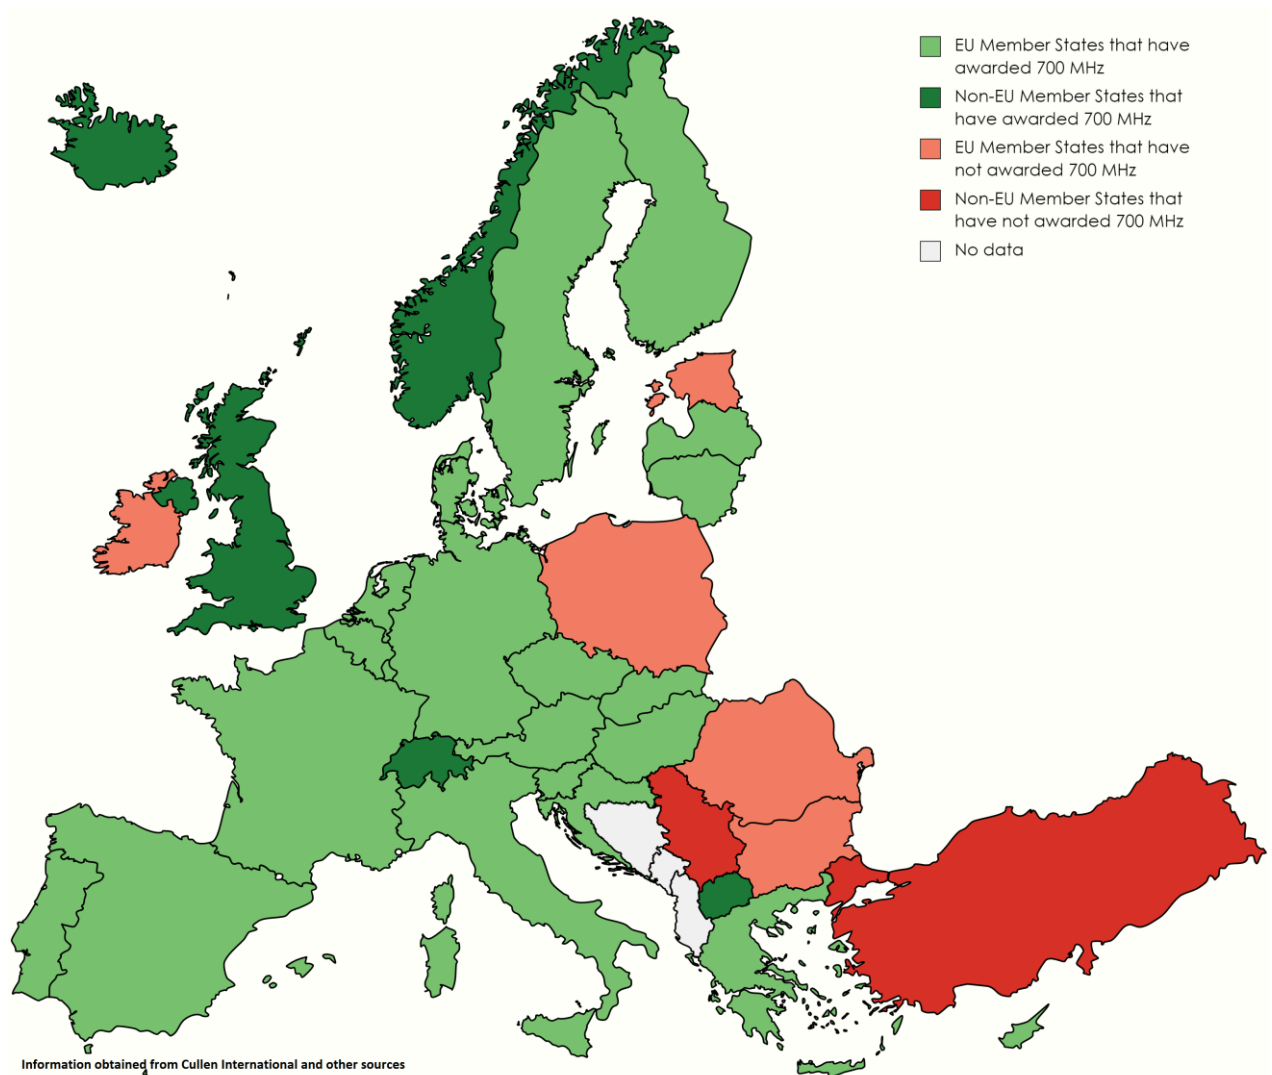 EU Member States that have
awarded 700 MHz
Non-EU Member States that
have awarded 700 MHz
EU Member States that have
not awarded 700 MHz
Non-EU Member States that
have not awarded 700 MHz
No data
Information obtained from Cullen International and other sources